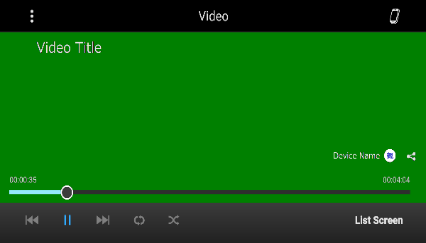 Video
Video Title
Device Name
00:00:35
00:04:04
List Screen